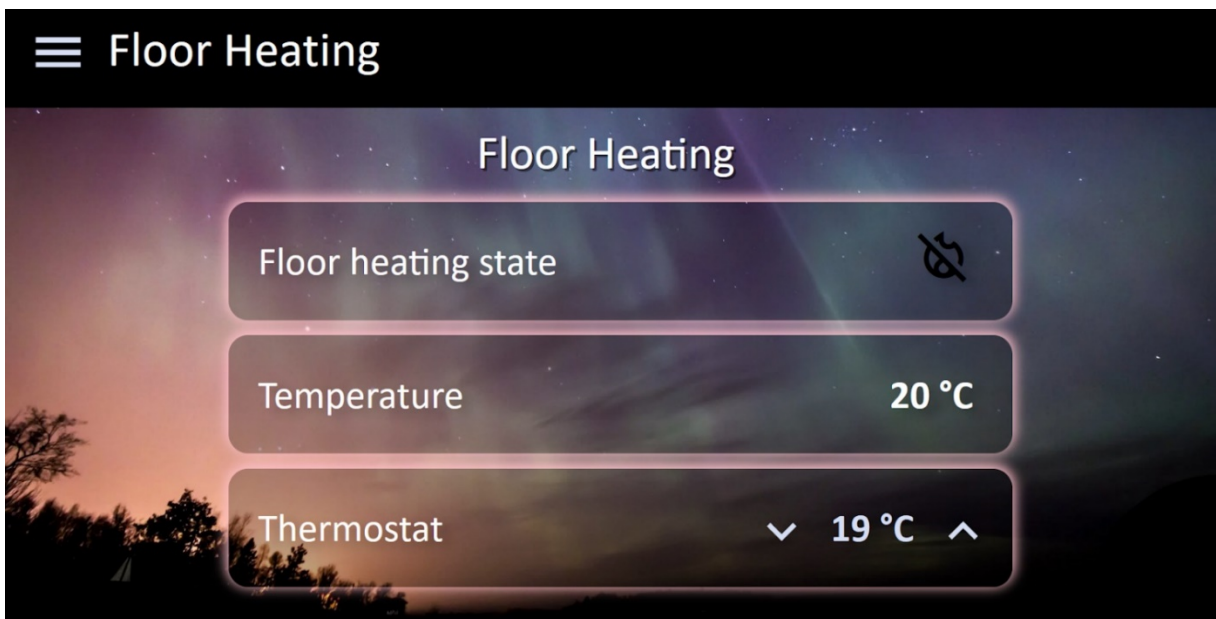 Floor Heating
Floor Heating
Floor heating state
Temperature 20 °C
Thermostat 19 °C